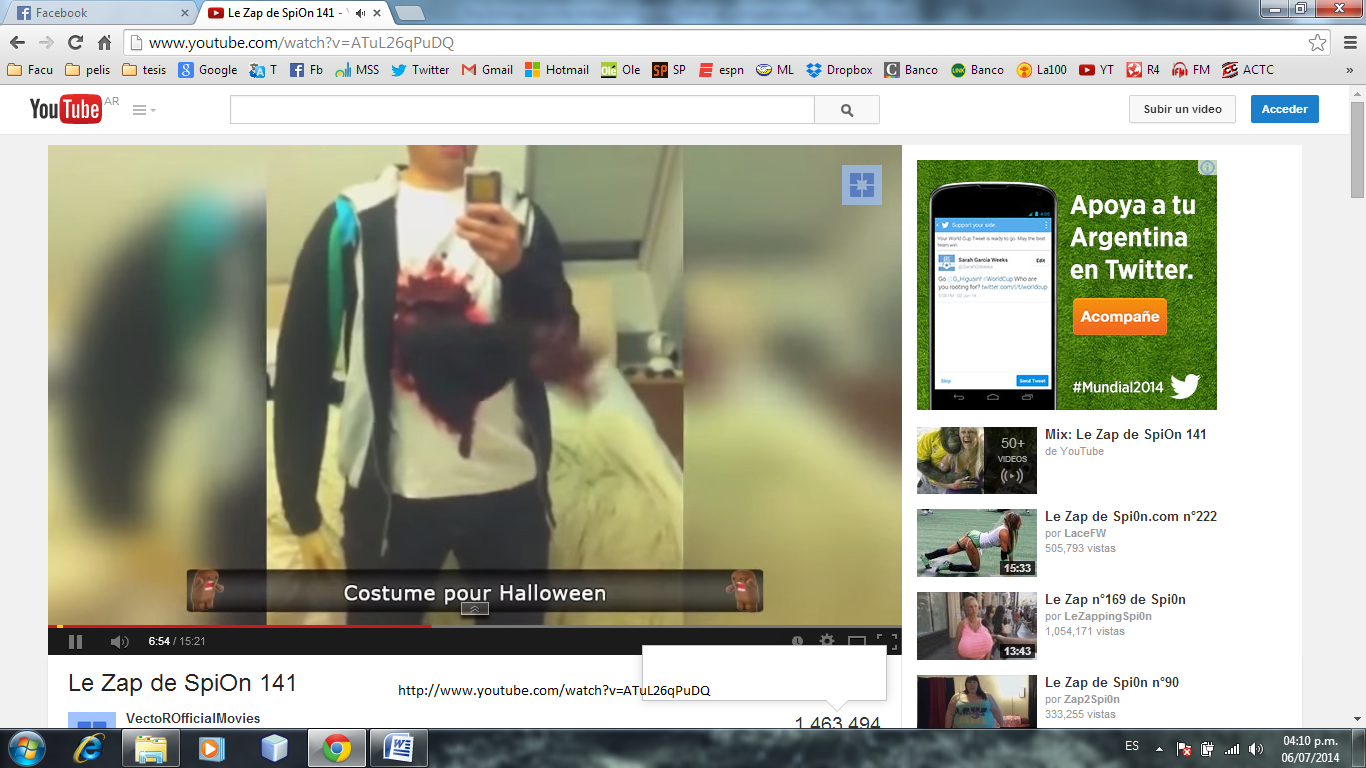 Facebook
Le Zap de SpiOn 141 -
www.youtube.com/watch?v=ATuL26qPuDQ
Facu pelis tesis Google T Fb MSS Twitter Gmail Hotmail Ole Ole SP SP espn ML Dropbox C Banco LINK Banco La100 YT R4 FM ACTC »
YouTube AR
Subir un video
Acceder
Costume pour Halloween
6:54 / 15:21
Le Zap de SpiOn 141
http://www.youtube.com/watch?v=ATuL26qPuDQ
VectoROfficialMovies
1,463,494
Support your side
Your World Cup Tweet is ready to go. May the best
team win.
Sarah Garcia Weeks
Edit
Go @G_Higuain! #WorldCup Who are
you rooting for? twitter.com/i/t/worldcup
Skip
Send Tweet
Apoya a tu
Argentina
en Twitter.
Acompañe
#Mundial2014
50+
VIDEOS
Mix: Le Zap de SpiOn 141
de YouTube
15:33
Le Zap de Spi0n.com n°222
por LaceFW
505,793 vistas
13:43
Le Zap n°169 de Spi0n
por LeZappingSpi0n
1,054,171 vistas
Le Zap de Spi0n n°90
por Zap2Spi0n
333,255 vistas
ES
04:10 p.m.
06/07/2014